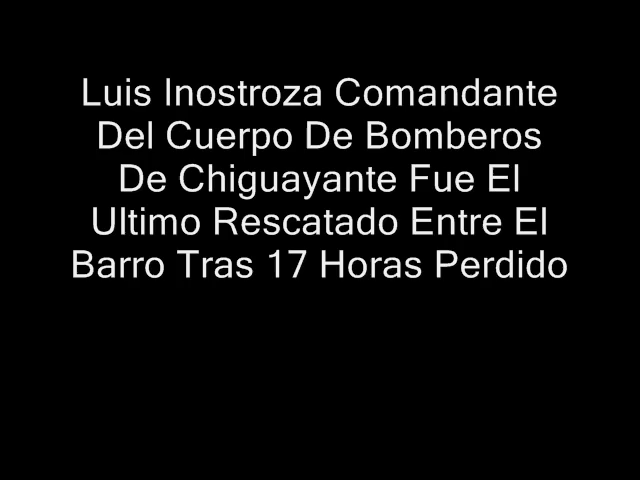 Luis Inostroza Comandante
Del Cuerpo De Bomberos
De Chiguayante Fue El
Ultimo Rescatado Entre El
Barro Tras 17 Horas Perdido